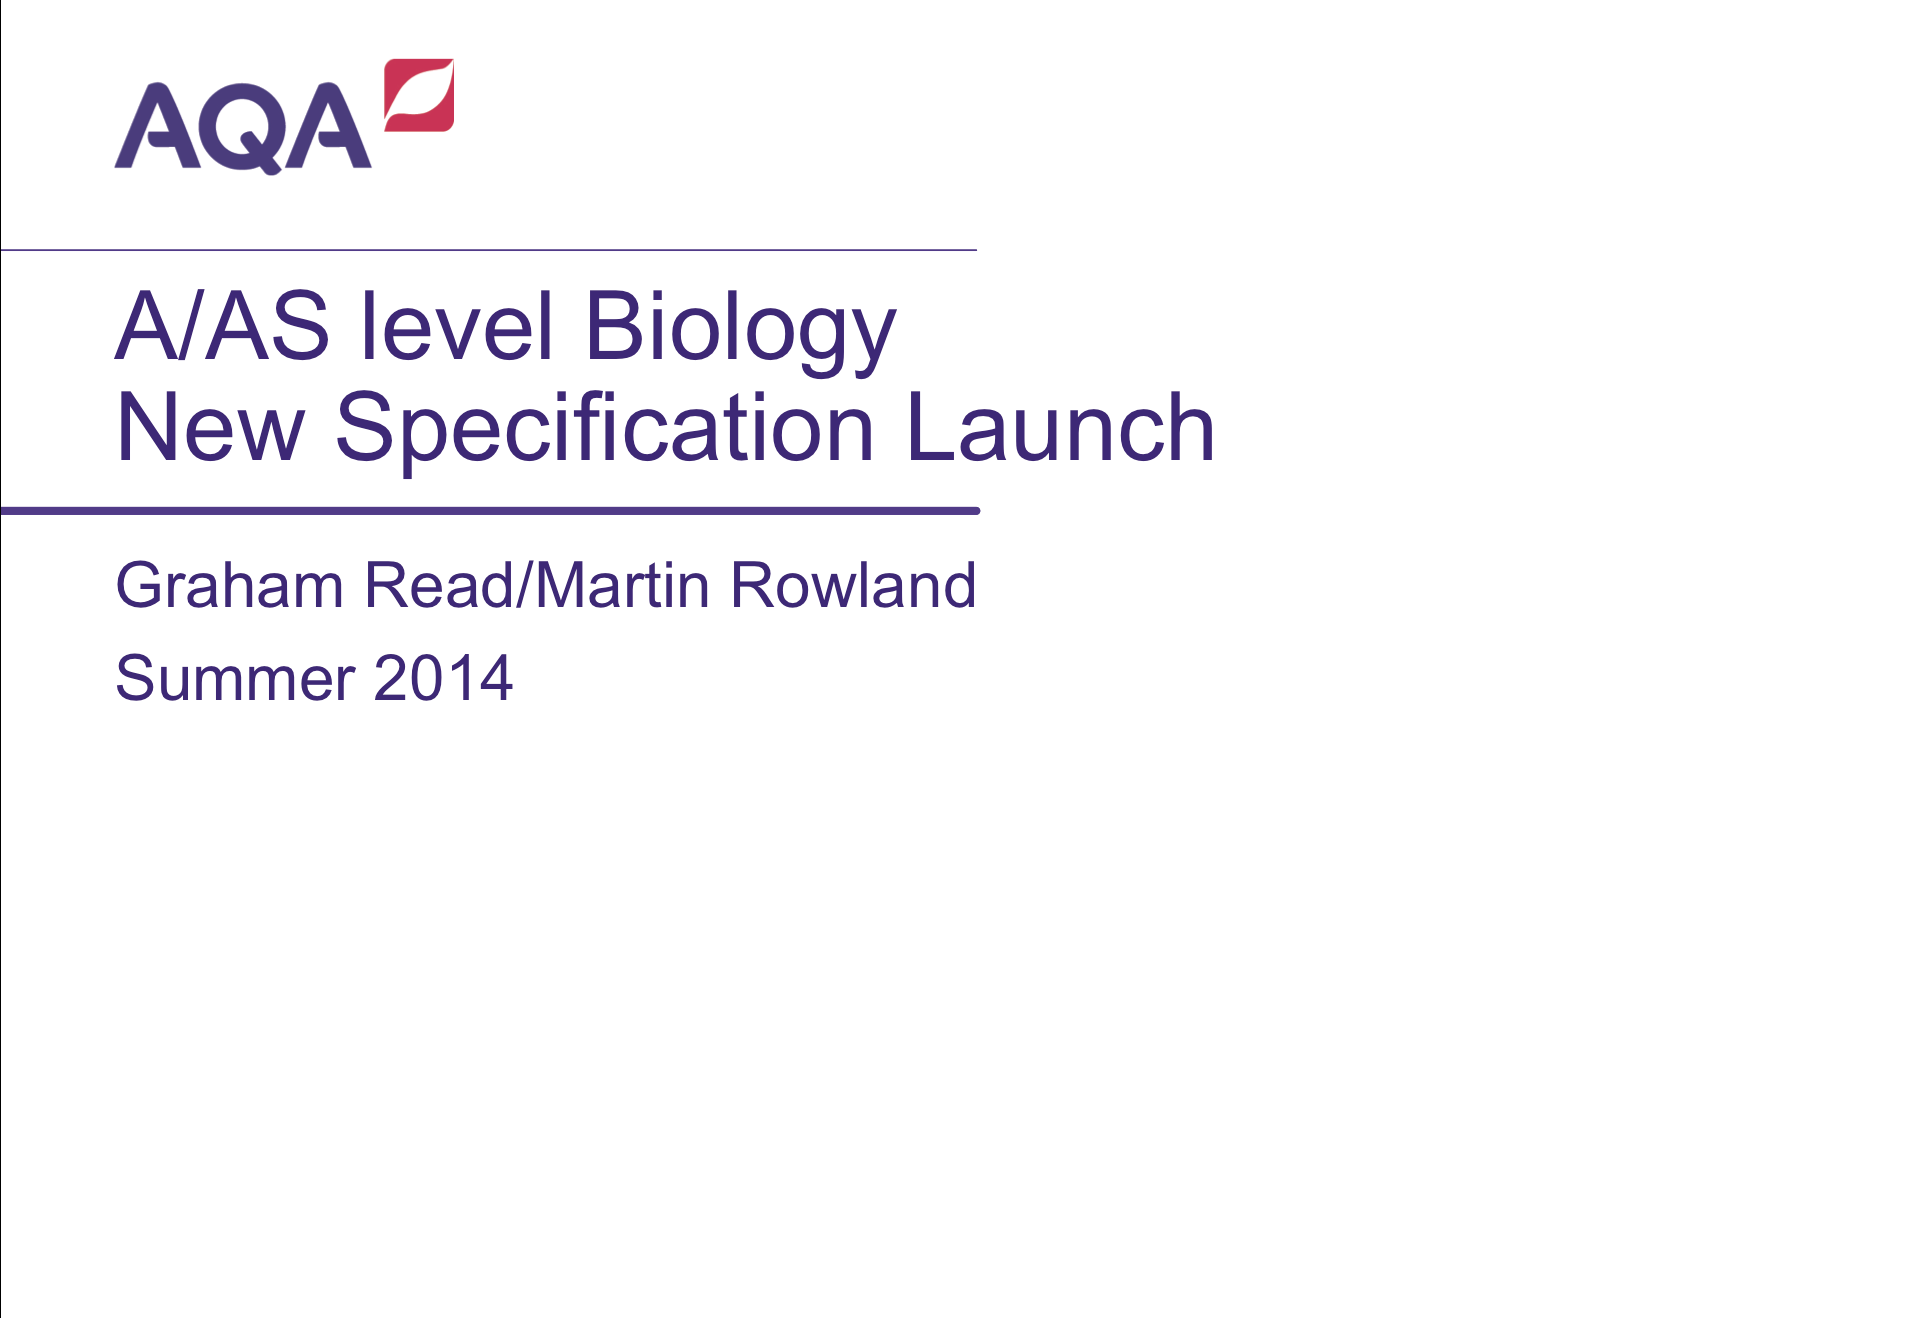 AQA
A/AS level Biology
New Specification Launch
Graham Read/Martin Rowland
Summer 2014